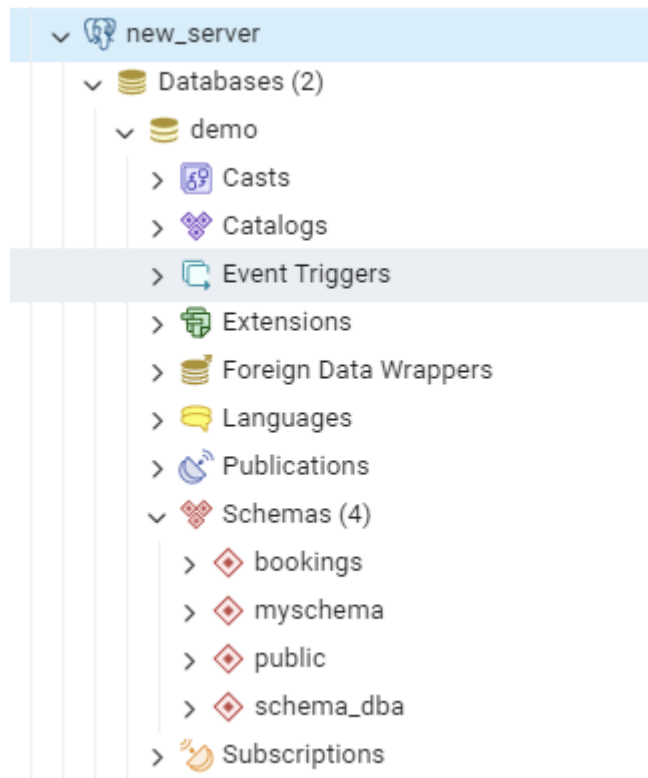 new_server
Databases (2)
demo
Casts
Catalogs
Event Triggers
Extensions
Foreign Data Wrappers
Languages
Publications
Schemas (4)
bookings
myschema
public
schema_dba
Subscriptions